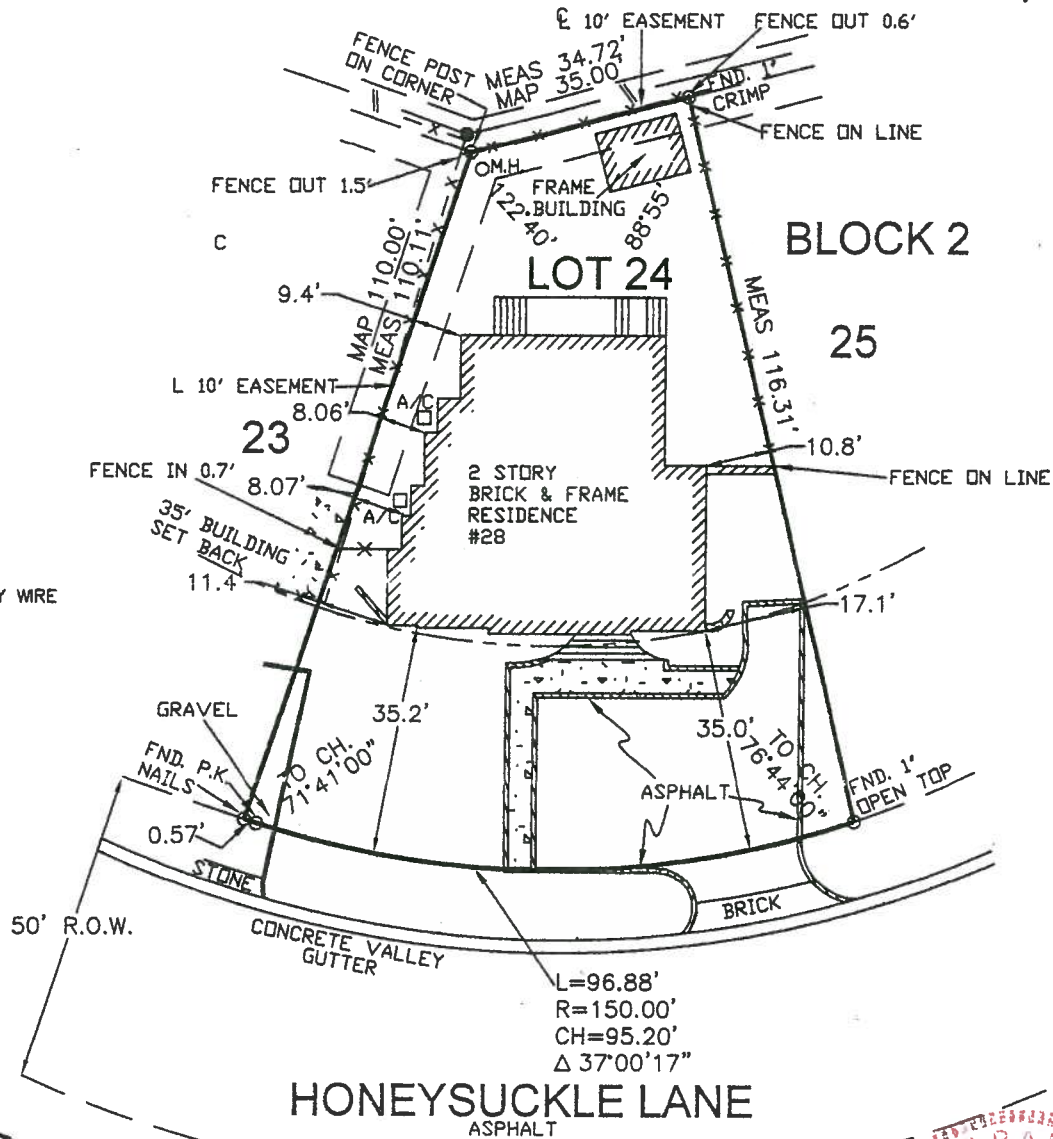 ℄ 10' EASEMENT
FENCE OUT 0.6'
FENCE POST
ON CORNER
MEAS 34.72'
MAP 35.00'
FND. 1"
CRIMP
FENCE ON LINE
O M.H.
FENCE OUT 1.5'
FRAME
BUILDING
122°40'
88°55'
C
BLOCK 2
LOT 24
MAP 110.00'
MEAS 110.11'
9.4'
MEAS 116.31'
25
L 10' EASEMENT
A/C
8.06'
23
10.8'
FENCE IN 0.7'
FENCE ON LINE
8.07'
2 STORY
BRICK & FRAME
RESIDENCE
#28
A/C
35' BUILDING
SET BACK
11.4'
Y WIRE
17.1'
GRAVEL
35.2'
35.0'
FND. P.K.
NAILS
TO CH.
71°41'00"
TO CH.
76°44'00"
ASPHALT
FND. 1"
OPEN TOP
0.57'
STONE
BRICK
50' R.O.W.
CONCRETE VALLEY
GUTTER
L=96.88'
R=150.00'
CH=95.20'
Δ 37°00'17"
HONEYSUCKLE LANE
ASPHALT